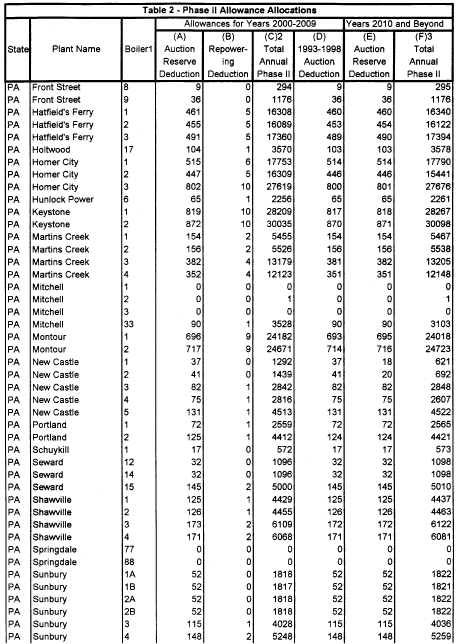 Table 2 - Phase II Allowance Allocations
Allowances for Years 2000-2009 Years 2010 and Beyond
(A) (B) (C)2 (D) (E) (F)3
State Plant Name Boiler1 Auction Repower- Total 1993-1998 Auction Total
Reserve ing Annual Auction Reserve Annual
Deduction Deduction Phase II Deduction Deduction Phase II
PA Front Street 8 9 0 294 9 9 295
PA Front Street 9 36 0 1176 36 36 1176
PA Hatfield's Ferry 1 461 5 16308 460 460 16340
PA Hatfield's Ferry 2 455 5 16089 453 454 16122
PA Hatfield's Ferry 3 491 5 17360 489 490 17394
PA Holtwood 17 104 1 3570 103 103 3578
PA Homer City 1 515 6 17753 514 514 17790
PA Homer City 2 447 5 16309 446 446 15441
PA Homer City 3 802 10 27619 800 801 27676
PA Hunlock Power 6 65 1 2256 65 65 2261
PA Keystone 1 819 10 28209 817 818 28267
PA Keystone 2 872 10 30035 870 871 30098
PA Martins Creek 1 154 2 5455 154 154 5467
PA Martins Creek 2 156 2 5526 156 156 5538
PA Martins Creek 3 382 4 13179 381 382 13205
PA Martins Creek 4 352 4 12123 351 351 12148
PA Mitchell 1 0 0 0 0 0 0
PA Mitchell 2 0 0 1 0 0 1
PA Mitchell 3 0 0 0 0 0 0
PA Mitchell 33 90 1 3528 90 90 3103
PA Montour 1 696 9 24182 693 695 24018
PA Montour 2 717 9 24671 714 716 24723
PA New Castle 1 37 0 1292 37 18 621
PA New Castle 2 41 0 1439 41 20 692
PA New Castle 3 82 1 2842 82 82 2848
PA New Castle 4 75 1 2816 75 75 2607
PA New Castle 5 131 1 4513 131 131 4522
PA Portland 1 72 1 2559 72 72 2565
PA Portland 2 125 1 4412 124 124 4421
PA Schuykill 1 17 0 572 17 17 573
PA Seward 12 32 0 1096 32 32 1098
PA Seward 14 32 0 1096 32 32 1098
PA Seward 15 145 2 5000 145 145 5010
PA Shawville 1 125 1 4429 125 125 4437
PA Shawville 2 126 1 4455 126 126 4463
PA Shawville 3 173 2 6109 172 172 6122
PA Shawville 4 171 2 6068 171 171 6081
PA Springdale 77 0 0 0 0 0 0
PA Springdale 88 0 0 0 0 0 0
PA Sunbury 1A 52 0 1818 52 52 1822
PA Sunbury 1B 52 0 1817 52 52 1821
PA Sunbury 2A 52 0 1818 52 52 1822
PA Sunbury 2B 52 0 1818 52 52 1822
PA Sunbury 3 115 1 4028 115 115 4036
PA Sunbury 4 148 2 5248 148 148 5259